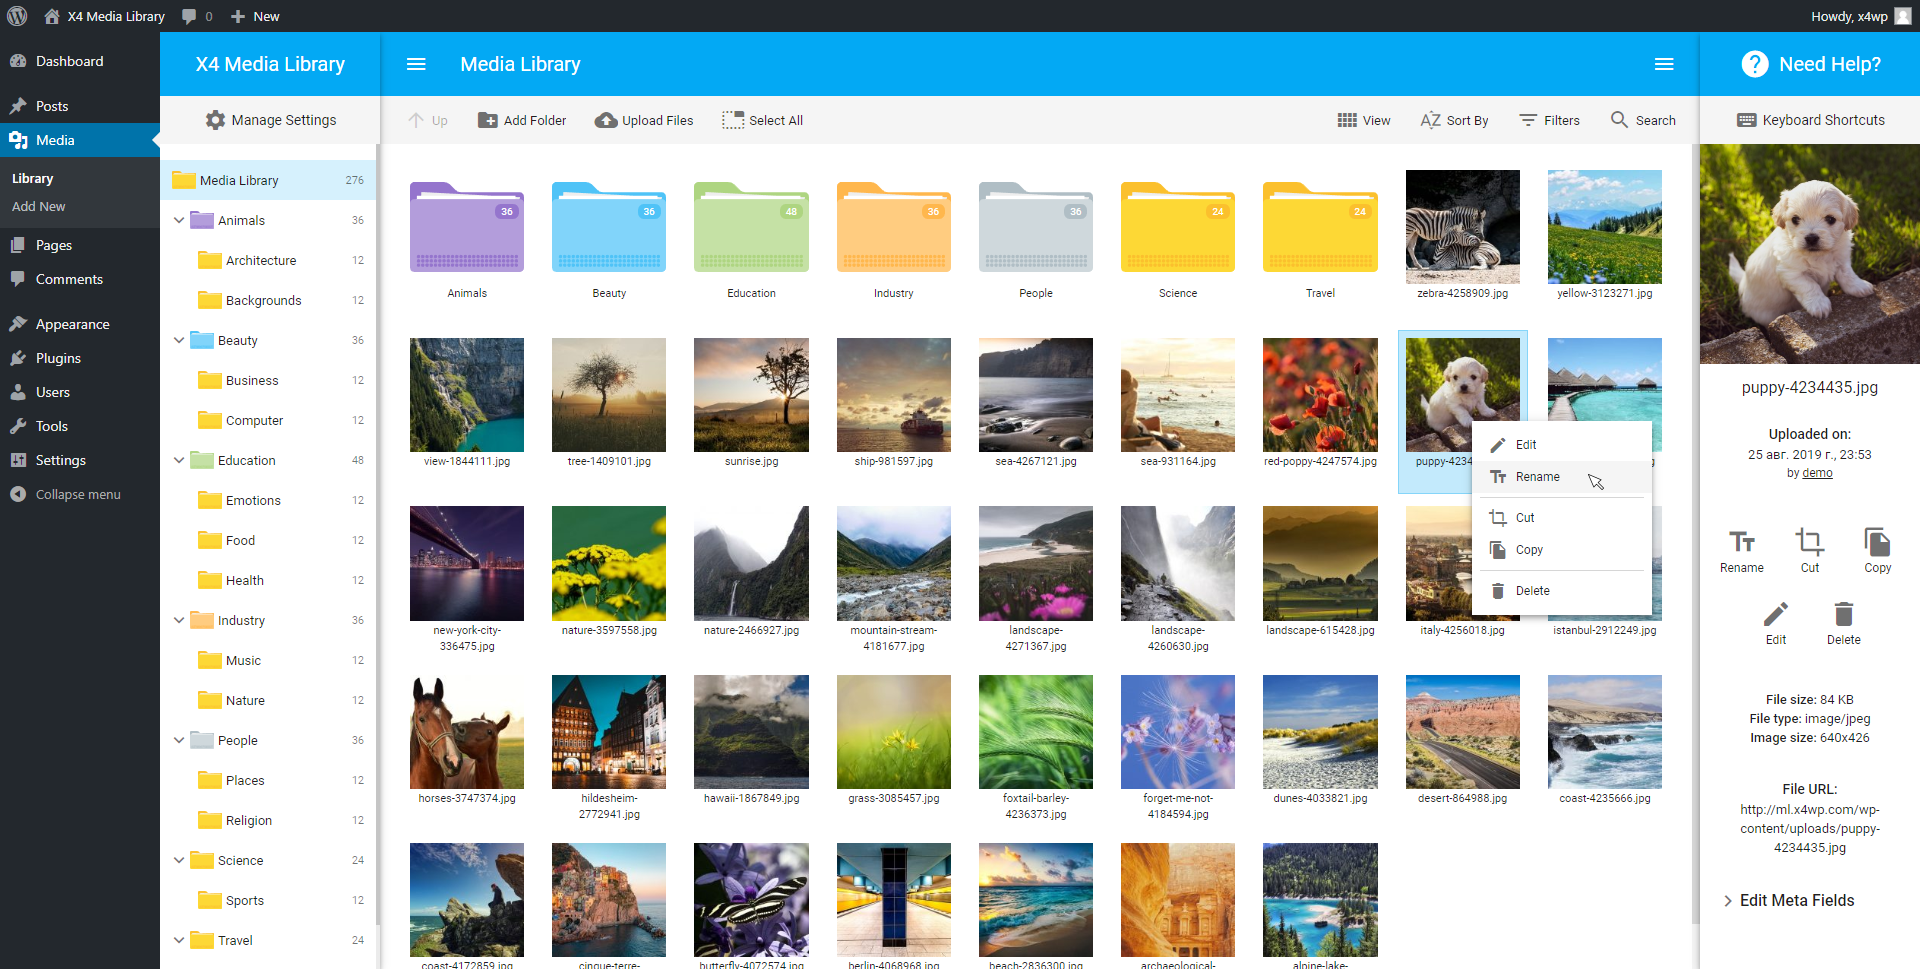 X4 Media Library
0
New
Howdy, x4wp
Dashboard
Posts
Media
Library
Add New
Pages
Comments
Appearance
Plugins
Users
Tools
Settings
Collapse menu
X4 Media Library
Media Library
Need Help?
Manage Settings
Up
Add Folder
Upload Files
Select All
View
Sort By
Filters
Search
Keyboard Shortcuts
Media Library 276
Animals 36
Architecture 12
Backgrounds 12
Beauty 36
Business 12
Computer 12
Education 48
Emotions 12
Food 12
Health 12
Industry 36
Music 12
Nature 12
People 36
Places 12
Religion 12
Science 24
Sports 12
Travel 24
36
36
48
36
36
24
24
Animals
Beauty
Education
Industry
People
Science
Travel
zebra-4258909.jpg
yellow-3123271.jpg
view-1844111.jpg
tree-1409101.jpg
sunrise.jpg
ship-981597.jpg
sea-4267121.jpg
sea-931164.jpg
red-poppy-4247574.jpg
puppy-4234
Edit
Rename
Cut
Copy
Delete
new-york-city-
336475.jpg
nature-3597558.jpg
nature-2466927.jpg
mountain-stream-
4181677.jpg
landscape-
4271367.jpg
landscape-
4260630.jpg
landscape-615428.jpg
italy-4256018.jpg
istanbul-2912249.jpg
horses-3747374.jpg
hildesheim-
2772941.jpg
hawaii-1867849.jpg
grass-3085457.jpg
foxtail-barley-
4236373.jpg
forget-me-not-
4184594.jpg
dunes-4033821.jpg
desert-864988.jpg
coast-4235666.jpg
coast-4172859.jpg
cinque-terre-
butterfly-4072574.jpg
berlin-4068968.jpg
beach-2836300.jpg
archaeological-
alpine-lake-
puppy-4234435.jpg
Uploaded on:
25 авг. 2019 г., 23:53
by demo
Rename
Cut
Copy
Edit
Delete
File size: 84 KB
File type: image/jpeg
Image size: 640x426
File URL:
http://ml.x4wp.com/wp-
content/uploads/puppy-
4234435.jpg
Edit Meta Fields